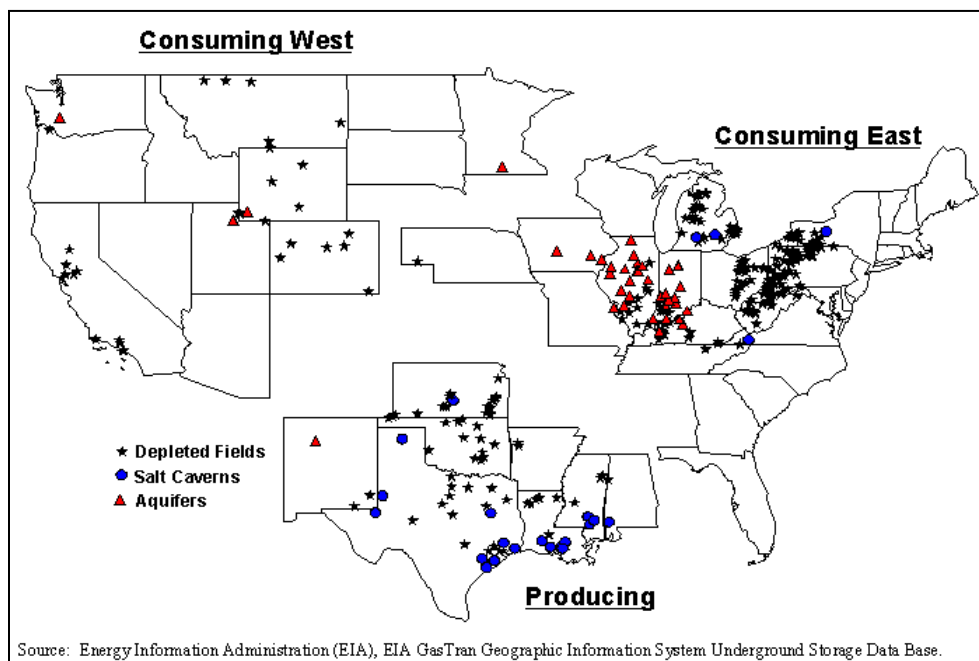 Consuming West
Consuming East
Depleted Fields
Salt Caverns
Aquifers
Producing
Source: Energy Information Administration (EIA), EIA GasTran Geographic Information System Underground Storage Data Base.